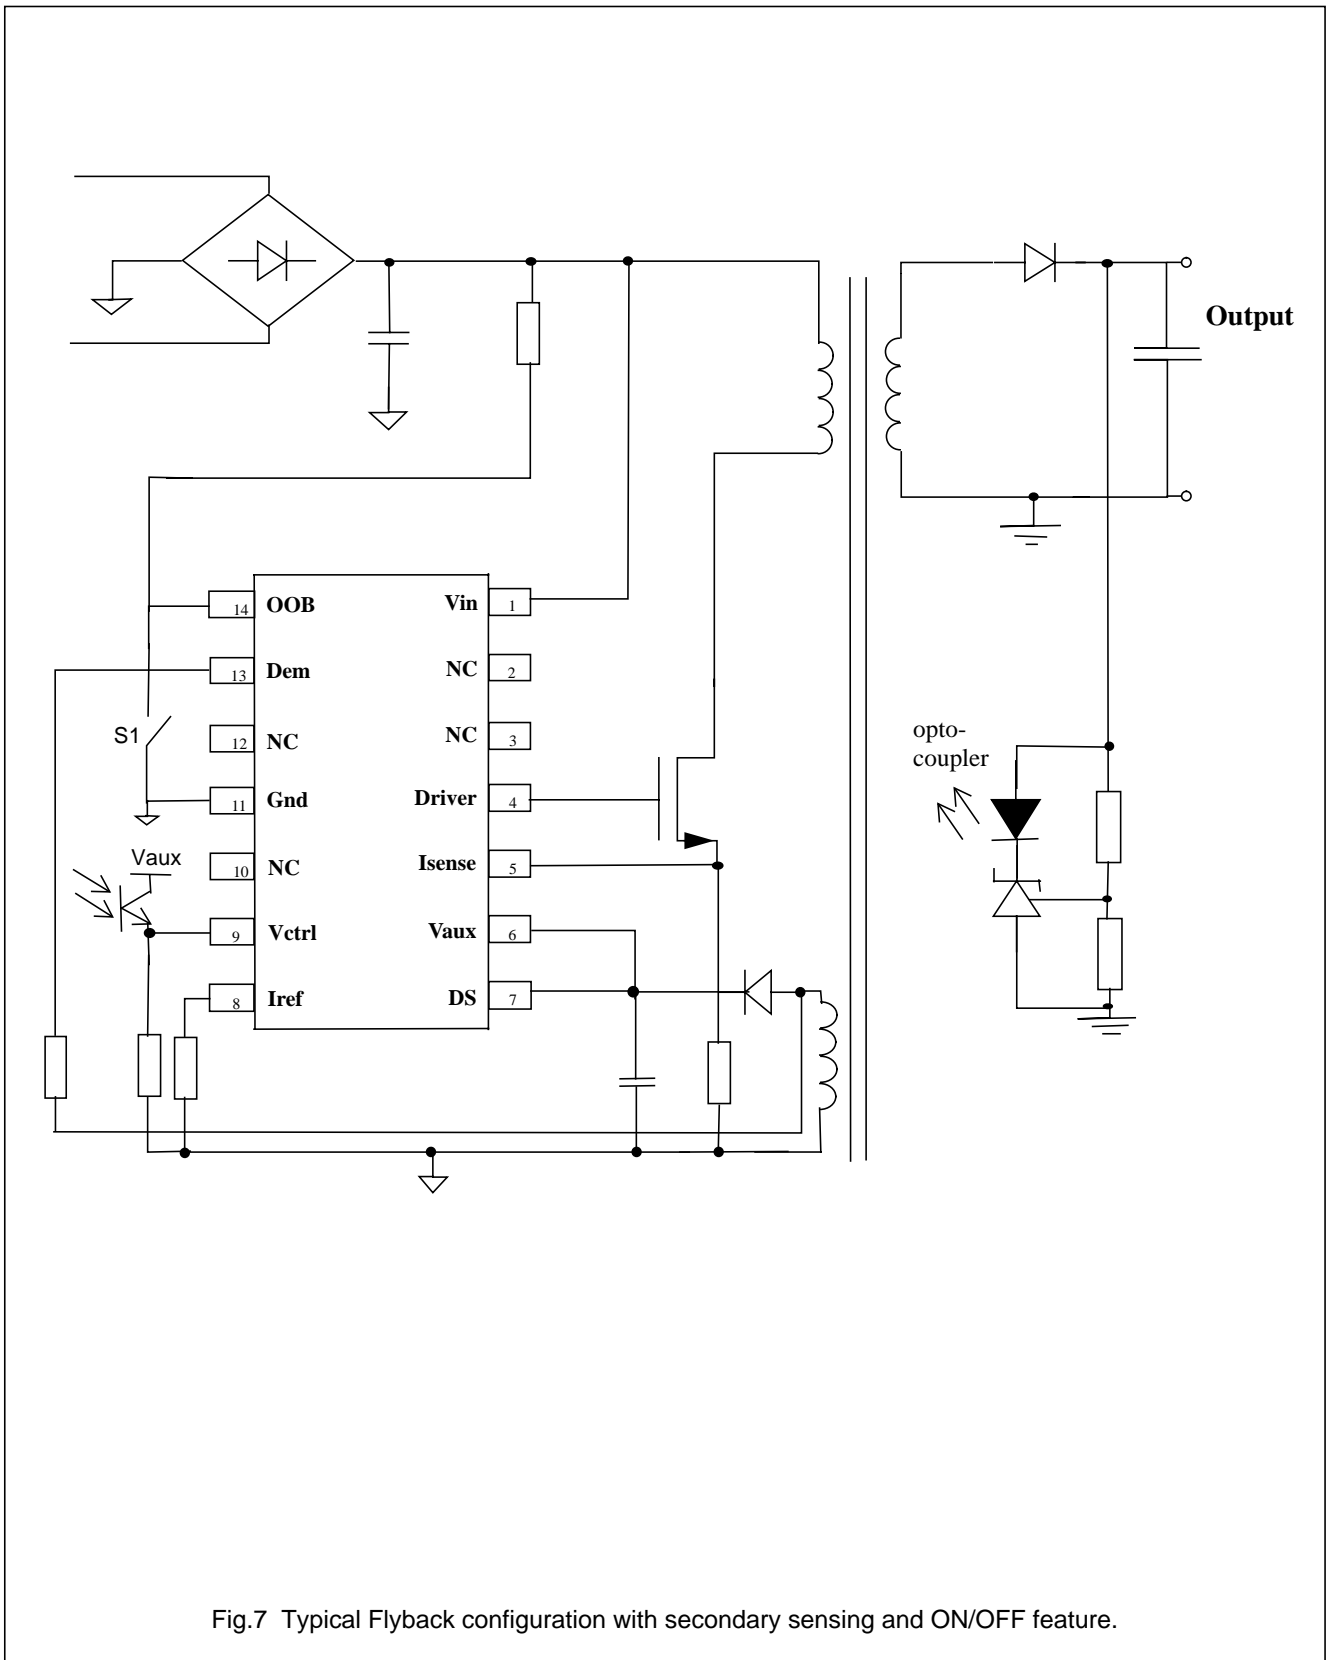 Output
14 OOB
Vin 1
13 Dem
NC 2
12 NC
NC 3
S1
opto-
coupler
11 Gnd
Driver 4
Vaux
10 NC
Isense 5
9 Vctrl
Vaux 6
8 Iref
DS 7
Fig.7 Typical Flyback configuration with secondary sensing and ON/OFF feature.